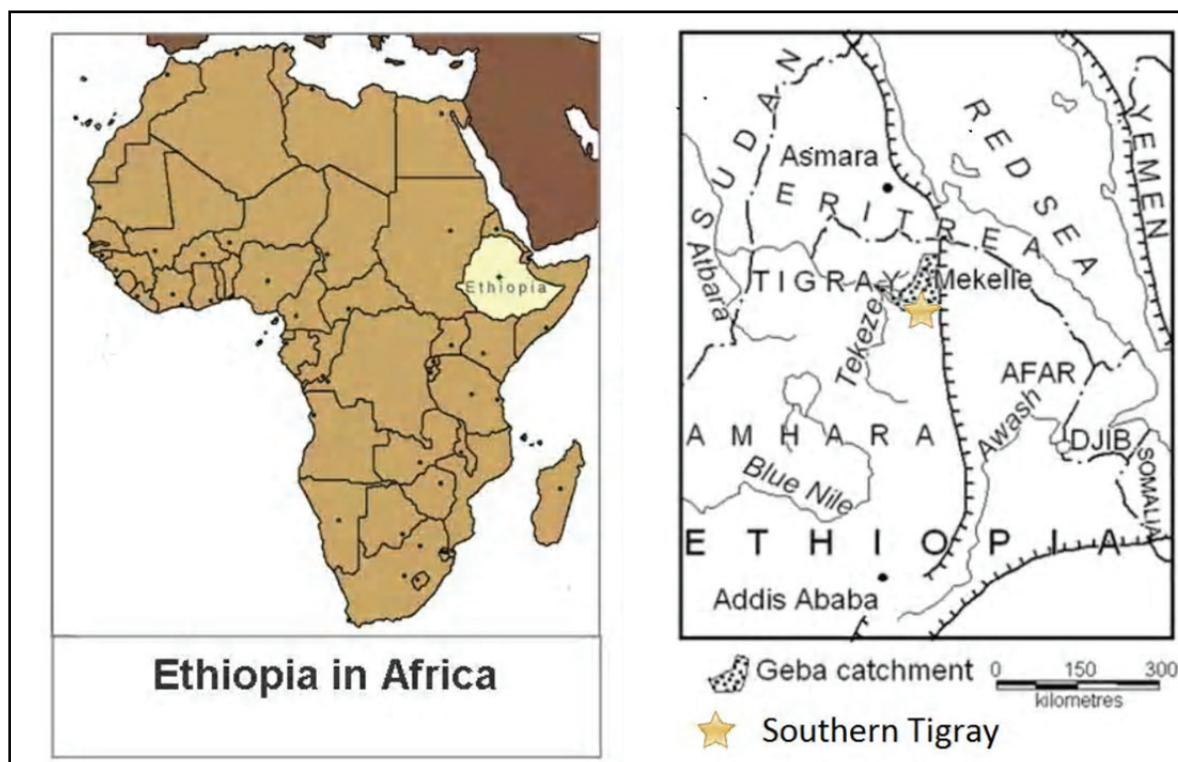 Ethiopia
Ethiopia in Africa
SUDAN
Asmara
ERITREA
RED SEA
YEMEN
Atbara
TIGRAY
Mekelle
Tekeze
AFAR
AMHARA
Awash
DJIB
SOMALIA
Blue Nile
ETHIOPIA
Addis Ababa
Geba catchment
0 150 300
kilometres
Southern Tigray